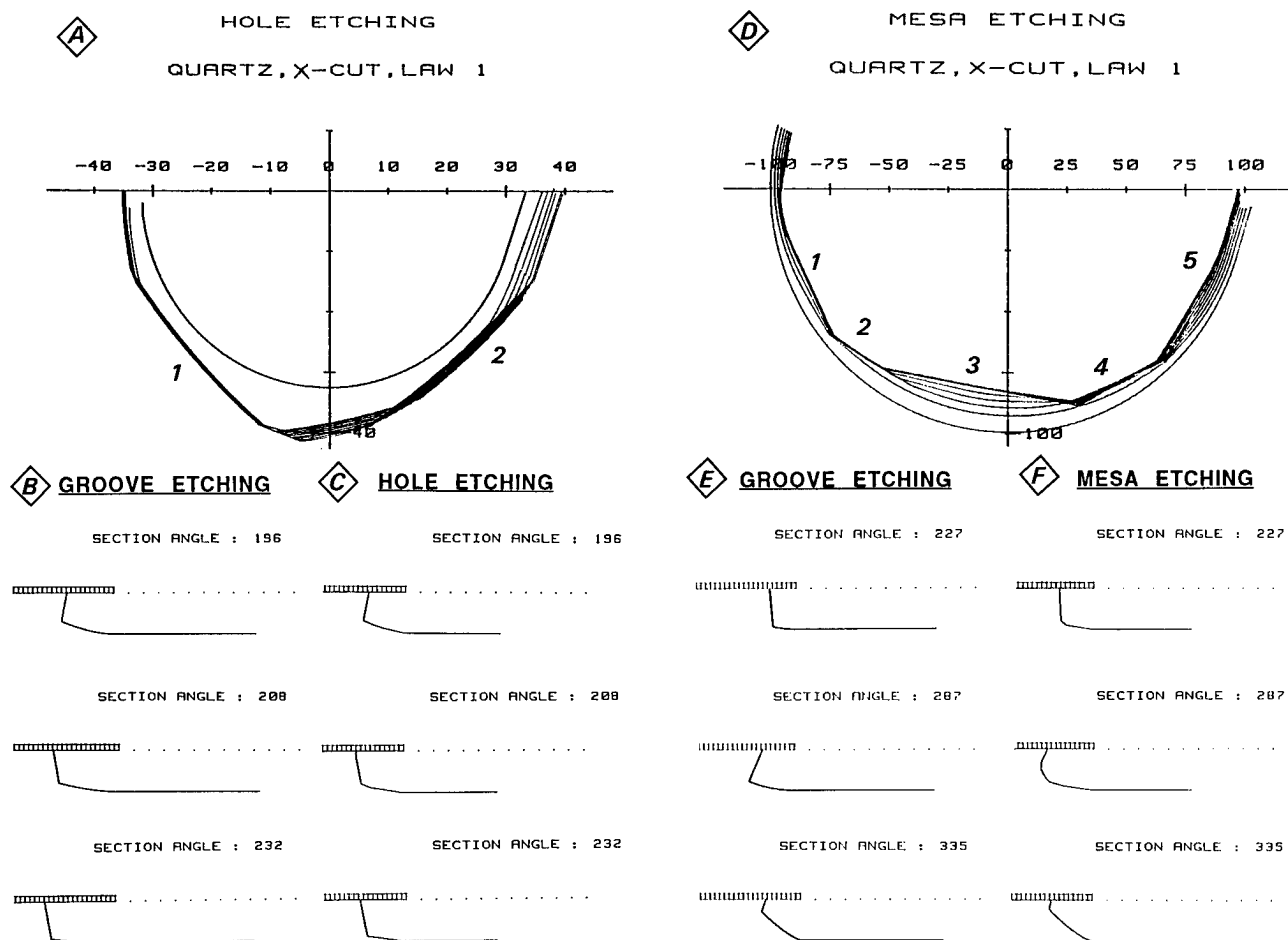 A
HOLE ETCHING
QUARTZ, X-CUT, LAW 1
-40 -30 -20 -10 0 10 20 30 40
1
2
40
D
MESA ETCHING
QUARTZ, X-CUT, LAW 1
-100 -75 -50 -25 0 25 50 75 100
1
2
3
4
5
-100
B GROOVE ETCHING
SECTION ANGLE : 196
SECTION ANGLE : 208
SECTION ANGLE : 232
C HOLE ETCHING
SECTION ANGLE : 196
SECTION ANGLE : 208
SECTION ANGLE : 232
E GROOVE ETCHING
SECTION ANGLE : 227
SECTION ANGLE : 287
SECTION ANGLE : 335
F MESA ETCHING
SECTION ANGLE : 227
SECTION ANGLE : 287
SECTION ANGLE : 335